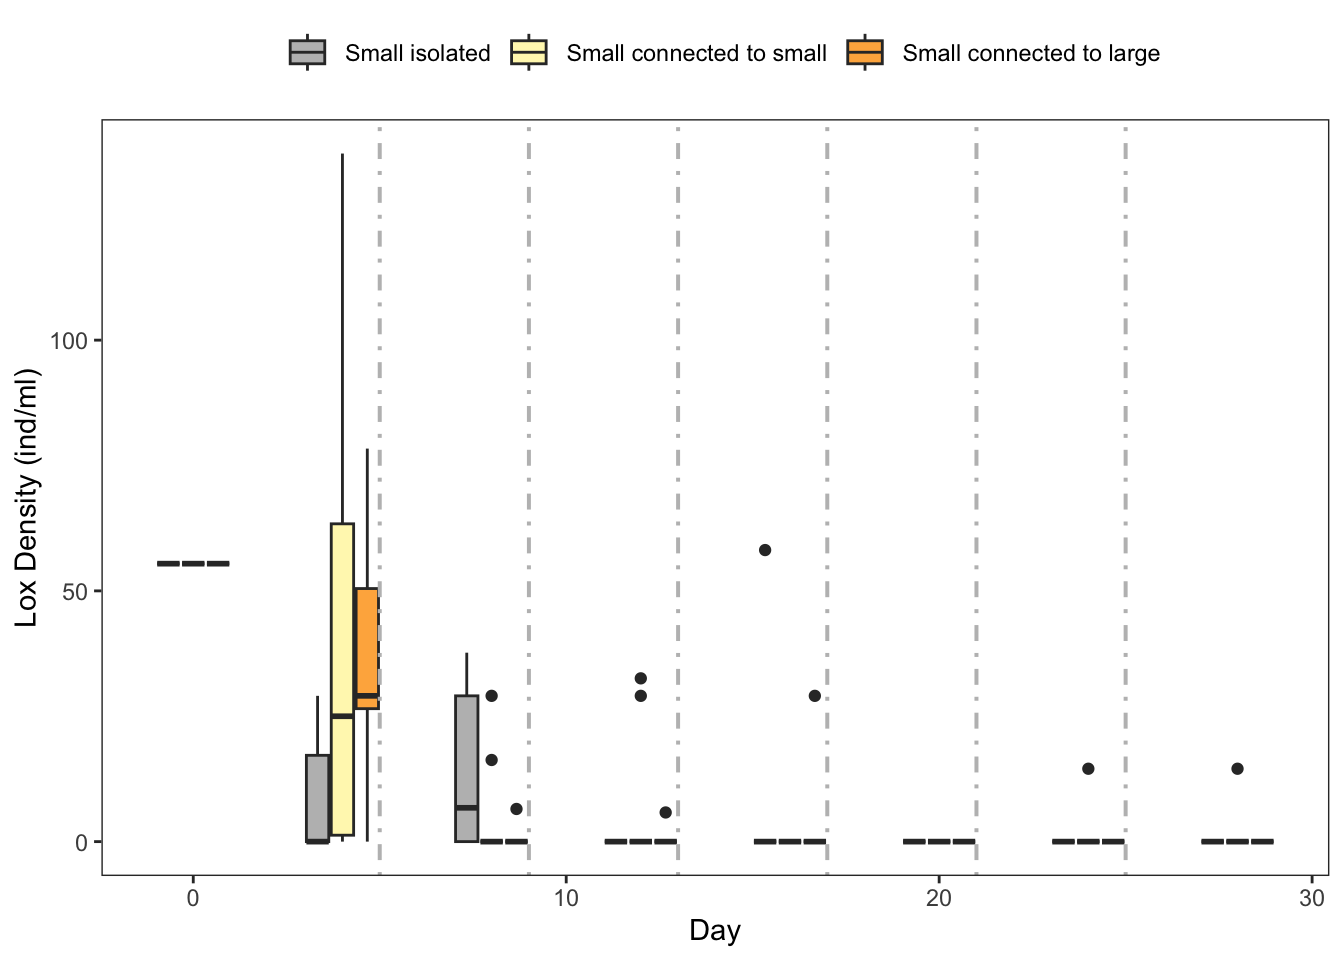 Small isolated Small connected to small Small connected to large
100
50
0
Lox Density (ind/ml)
0 10 20 30
Day